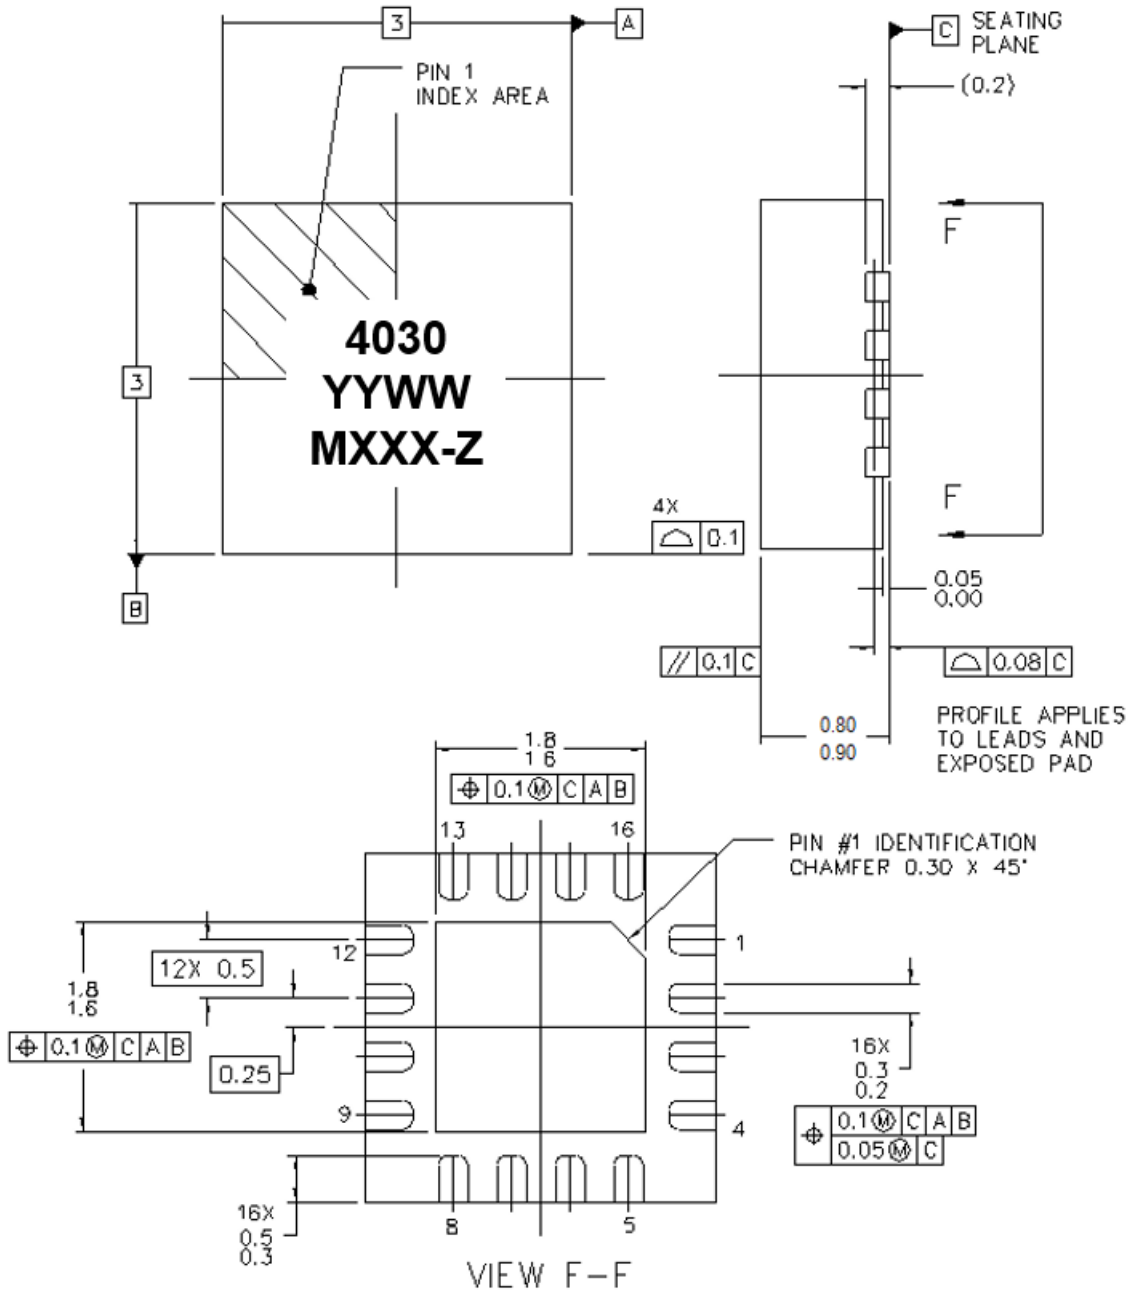 3
A
PIN 1
INDEX AREA
C
SEATING
PLANE
(0.2)
F
3
4030
YYWW
MXXX-Z
4X
0.1
F
B
0.05
0.00
// 0.1 C
0.08 C
0.80
0.90
PROFILE APPLIES
TO LEADS AND
EXPOSED PAD
1.8
1.6
⌖ 0.1 Ⓜ C A B
13
16
PIN #1 IDENTIFICATION
CHAMFER 0.30 X 45°
12
1
12X 0.5
1.8
1.6
⌖ 0.1 Ⓜ C A B
0.25
16X
0.3
0.2
9
4
⌖ 0.1 Ⓜ C A B
0.05 Ⓜ C
16X
0.5
0.3
8
5
VIEW F-F